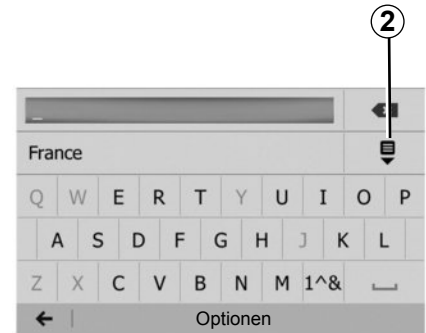 2
_
France
Q W E R T Y U I O P
A S D F G H J K L
Z X C V B N M 1^&
Optionen